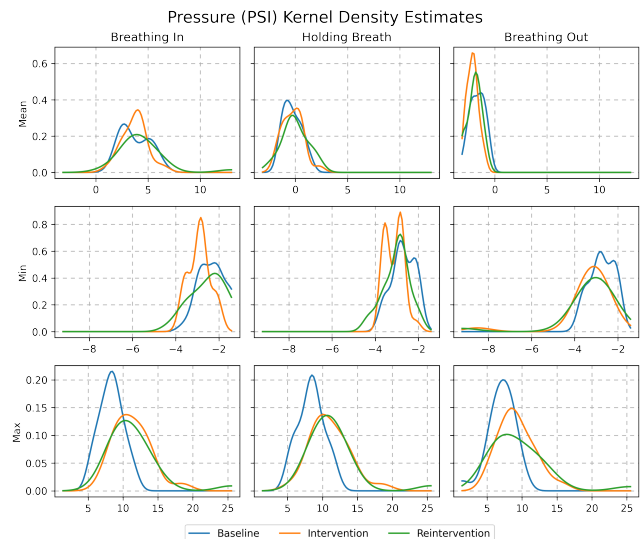 Pressure (PSI) Kernel Density Estimates
Breathing In Holding Breath Breathing Out
Mean
0.6
0.4
0.2
0.0
0 5 10 0 5 10 0 5 10
Min
0.8
0.6
0.4
0.2
0.0
−8 −6 −4 −2 −8 −6 −4 −2 −8 −6 −4 −2
Max
0.20
0.15
0.10
0.05
0.00
5 10 15 20 25 5 10 15 20 25 5 10 15 20 25
Baseline Intervention Reintervention